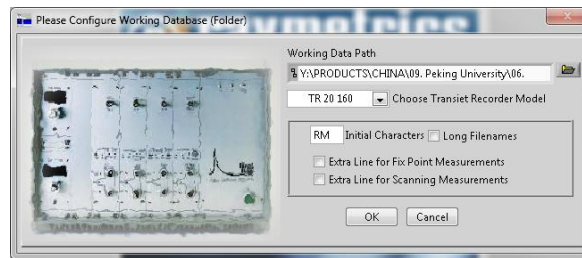 Please Configure Working Database (Folder)
Working Data Path
Y:\PRODUCTS\CHINA\09. Peking University\06.
TR 20 160
Choose Transiet Recorder Model
RM Initial Characters Long Filenames
Extra Line for Fix Point Measurements
Extra Line for Scanning Measurements
OK Cancel